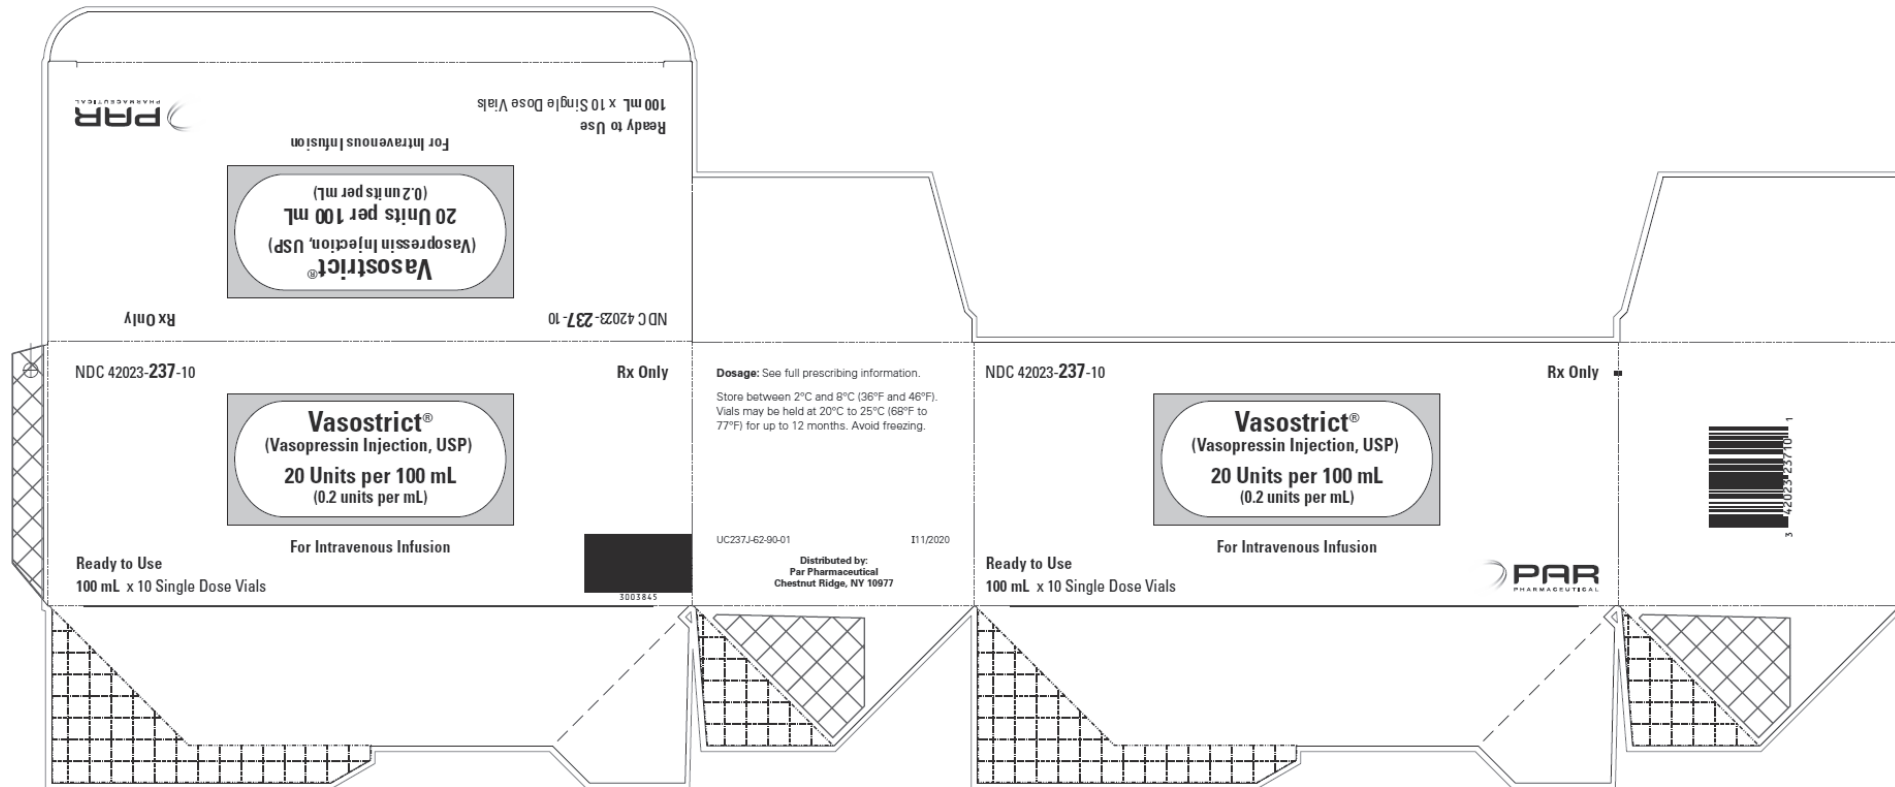 PAR
PHARMACEUTICAL
Ready to Use
100 mL x 10 Single Dose Vials
For Intravenous Infusion
Vasostrict®
(Vasopressin Injection, USP)
20 Units per 100 mL
(0.2 units per mL)
NDC 42023-237-10
Rx Only
NDC 42023-237-10
Rx Only
Vasostrict®
(Vasopressin Injection, USP)
20 Units per 100 mL
(0.2 units per mL)
For Intravenous Infusion
Ready to Use
100 mL x 10 Single Dose Vials
3003845
Dosage: See full prescribing information.
Store between 2°C and 8°C (36°F and 46°F).
Vials may be held at 20°C to 25°C (68°F to
77°F) for up to 12 months. Avoid freezing.
UC237J-62-90-01
I11/2020
Distributed by:
Par Pharmaceutical
Chestnut Ridge, NY 10977
NDC 42023-237-10
Rx Only
Vasostrict®
(Vasopressin Injection, USP)
20 Units per 100 mL
(0.2 units per mL)
For Intravenous Infusion
Ready to Use
100 mL x 10 Single Dose Vials
PAR
PHARMACEUTICAL
3 42023 23710 1